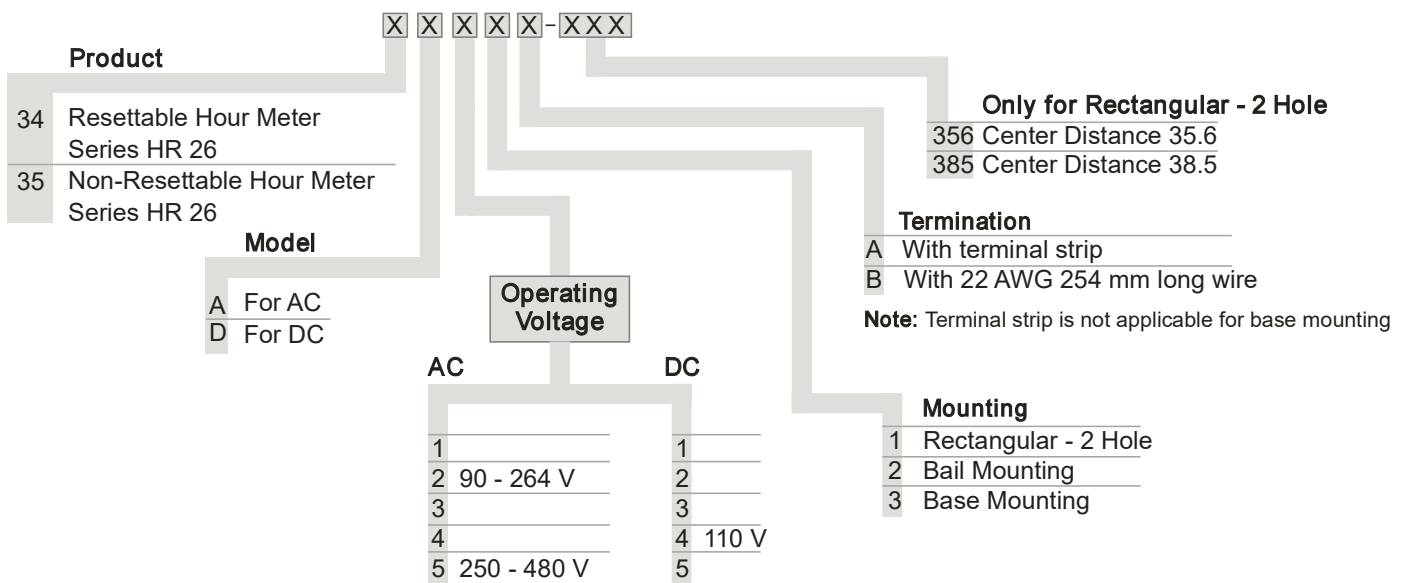 X X X X X - X X X
Product
34 Resettable Hour Meter
Series HR 26
35 Non-Resettable Hour Meter
Series HR 26
Model
A For AC
D For DC
Operating
Voltage
AC
1
2 90 - 264 V
3
4
5 250 - 480 V
DC
1
2
3
4 110 V
5
Only for Rectangular - 2 Hole
356 Center Distance 35.6
385 Center Distance 38.5
Termination
A With terminal strip
B With 22 AWG 254 mm long wire
Note: Terminal strip is not applicable for base mounting
Mounting
1 Rectangular - 2 Hole
2 Bail Mounting
3 Base Mounting